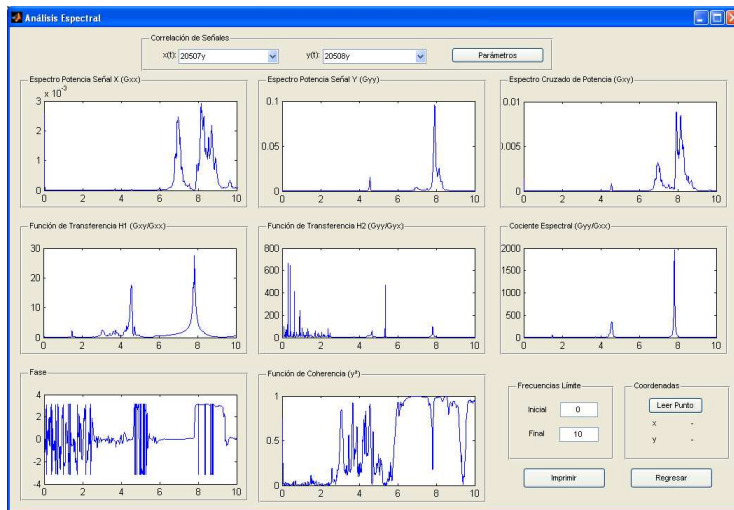 Análisis Espectral
Correlación de Señales
x(t): 20507y y(t): 20508y Parámetros
Espectro Potencia Señal X (Gxx)
x 10^-3
3
2
1
0
0 2 4 6 8 10
Espectro Potencia Señal Y (Gyy)
0.1
0.05
0
0 2 4 6 8 10
Espectro Cruzado de Potencia (Gxy)
0.01
0.005
0
0 2 4 6 8 10
Función de Transferencia H1 (Gxy/Gxx)
30
20
10
0
0 2 4 6 8 10
Función de Transferencia H2 (Gyy/Gyx)
800
600
400
200
0
0 2 4 6 8 10
Cociente Espectral (Gyy/Gxx)
2000
1500
1000
500
0
0 2 4 6 8 10
Fase
4
2
0
-2
-4
0 2 4 6 8 10
Función de Coherencia (γ²)
1
0.5
0
0 2 4 6 8 10
Frecuencias Límite
Inicial 0
Final 10
Coordenadas
Leer Punto
x -
y -
Imprimir Regresar